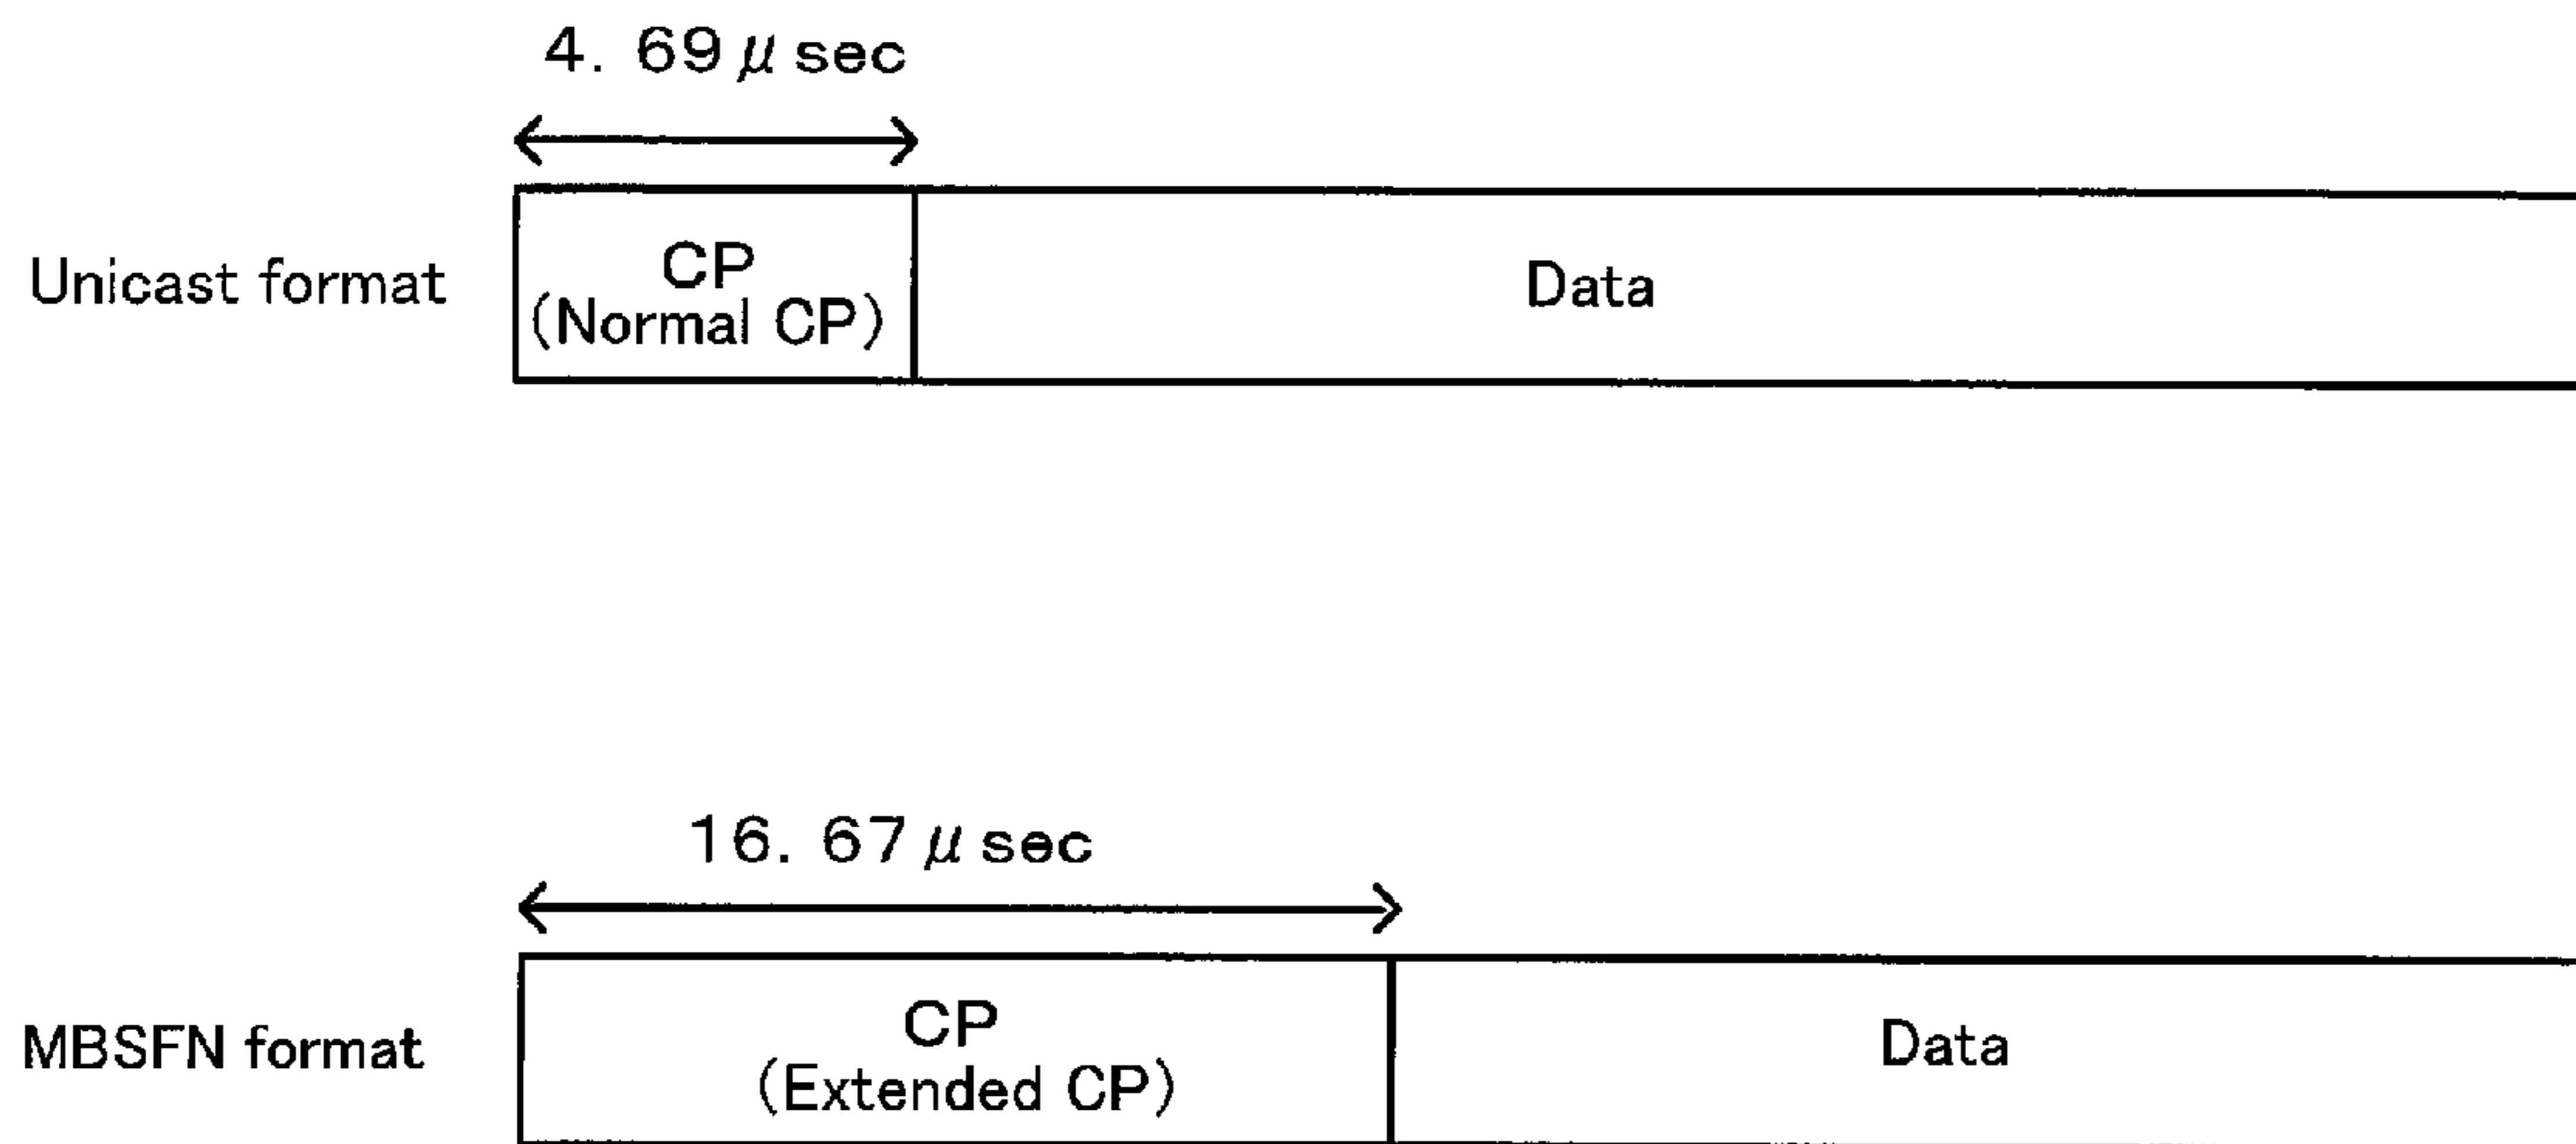 4. 69 μ sec
Unicast format
CP
(Normal CP)
Data
16. 67 μ sec
MBSFN format
CP
(Extended CP)
Data